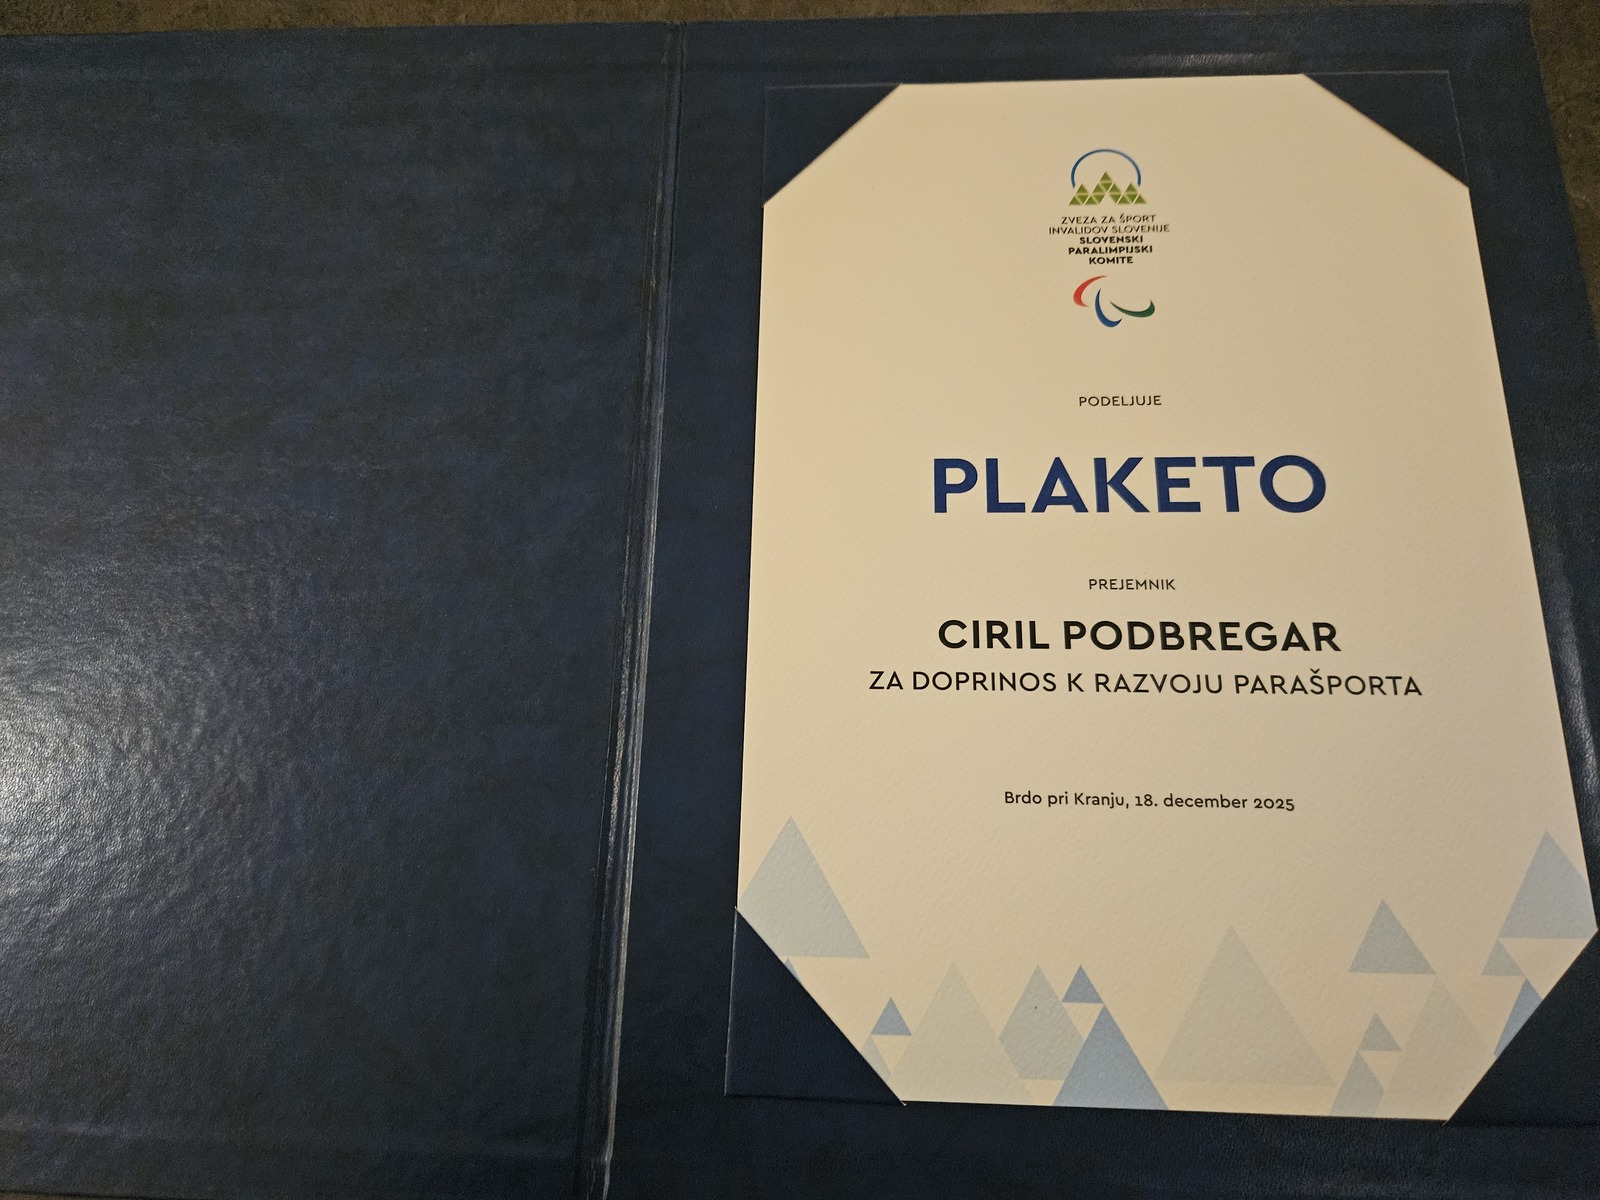 ZVEZA ZA ŠPORT
INVALIDOV SLOVENIJE
SLOVENSKI
PARALIMPIJSKI
KOMITE
PODELJUJE
PLAKETO
PREJEMNIK
CIRIL PODBREGAR
ZA DOPRINOS K RAZVOJU PARAŠPORTA
Brdo pri Kranju, 18. december 2025